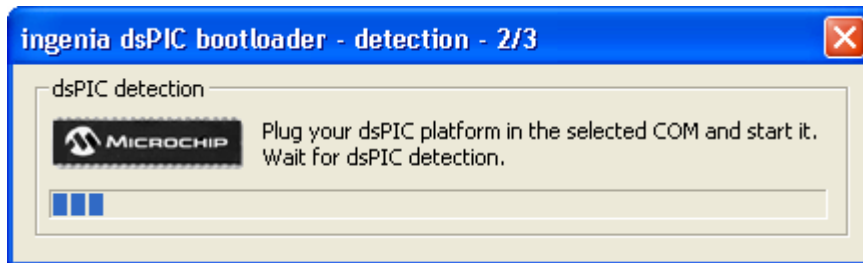 ingenia dsPIC bootloader - detection - 2/3
dsPIC detection
MICROCHIP
Plug your dsPIC platform in the selected COM and start it.
Wait for dsPIC detection.